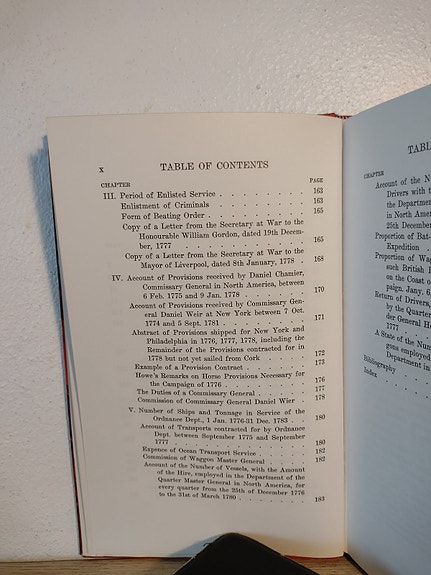 x TABLE OF CONTENTS
CHAPTER PAGE
III. Period of Enlisted Service . . . . . . . 163
Enlistment of Criminals . . . . . . . 163
Form of Beating Order . . . . . . . 165
Copy of a Letter from the Secretary at War to the
Honourable William Gordon, dated 19th Decem-
ber, 1777 . . . . . . . 165
Copy of a Letter from the Secretary at War to the
Mayor of Liverpool, dated 8th January, 1778 . . 168
IV. Account of Provisions received by Daniel Chamier,
Commissary General in North America, between
6 Feb. 1775 and 9 Jan. 1778 . . . . . . 170
Account of Provisions received by Commissary Gen-
eral Daniel Weir at New York between 7 Oct.
1774 and 5 Sept. 1781 . . . . . . . 171
Abstract of Provisions shipped for New York and
Philadelphia in 1776, 1777, 1778, including the
Remainder of the Provisions contracted for in
1778 but not yet sailed from Cork . . . . 172
Example of a Provision Contract . . . . . 173
Howe's Remarks on Horse Provisions Necessary for
the Campaign of 1776 . . . . . . . 176
The Duties of a Commissary General . . . . 177
Commission of Commissary General Daniel Wier . 178
V. Number of Ships and Tonnage in Service of the
Ordnance Dept., 1 Jan. 1776-31 Dec. 1783 . . 180
Account of Transports contracted for by Ordnance
Dept. between September 1775 and September
1777 . . . . . . . . 180
Expence of Ocean Transport Service . . . . 182
Commission of Waggon Master General . . . . 182
Account of the Number of Vessels, with the Amount
of the Hire, employed in the Department of the
Quarter Master General in North America, for
every quarter from the 25th of December 1776
to the 31st of March 1780 . . . . . . . 183
TABL
CHAPTER
Account of the N
Drivers with t
the Department
in North Americ
25th December
Proportion of Bat-
Expedition .
Proportion of Wag
such British
on the Coast of
paign. Jany. 6,
Return of Drivers,
by the Quarter
der General H
1777 .
A State of the Num
gons employed
Department in
Bibliography
Index .